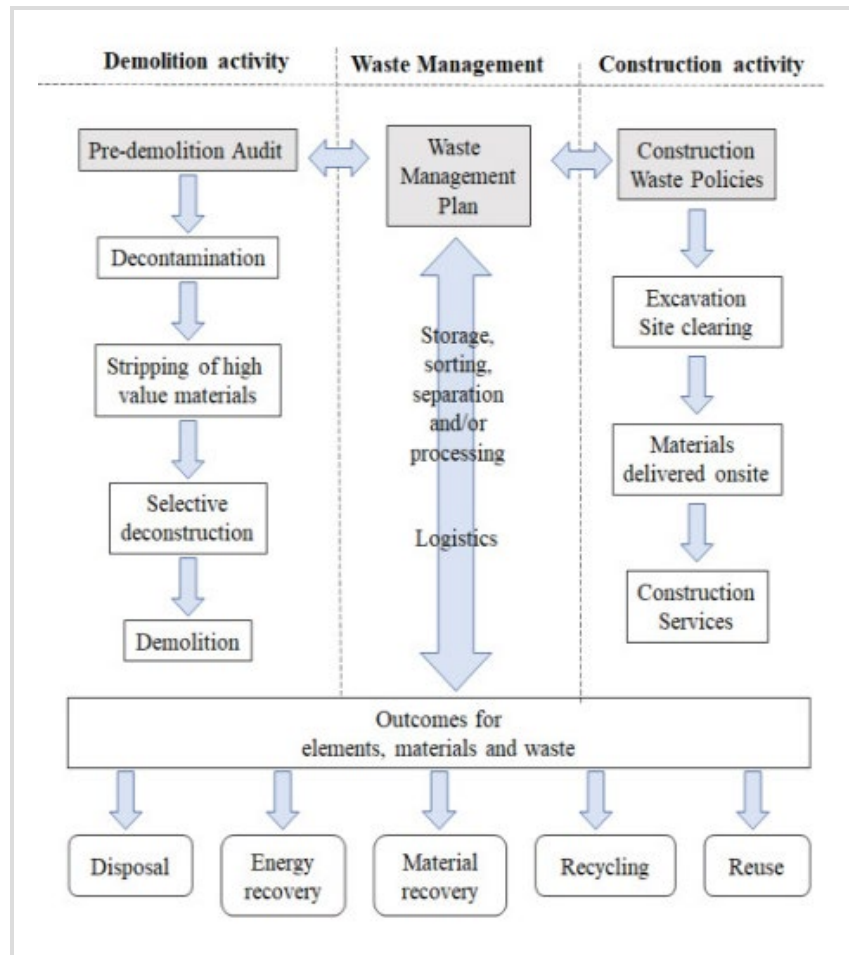 Demolition activity
Waste Management
Construction activity
Pre-demolition Audit
Waste
Management
Plan
Construction
Waste Policies
Decontamination
Stripping of high
value materials
Selective
deconstruction
Demolition
Storage,
sorting,
separation
and/or
processing
Logistics
Excavation
Site clearing
Materials
delivered onsite
Construction
Services
Outcomes for
elements, materials and waste
Disposal
Energy
recovery
Material
recovery
Recycling
Reuse